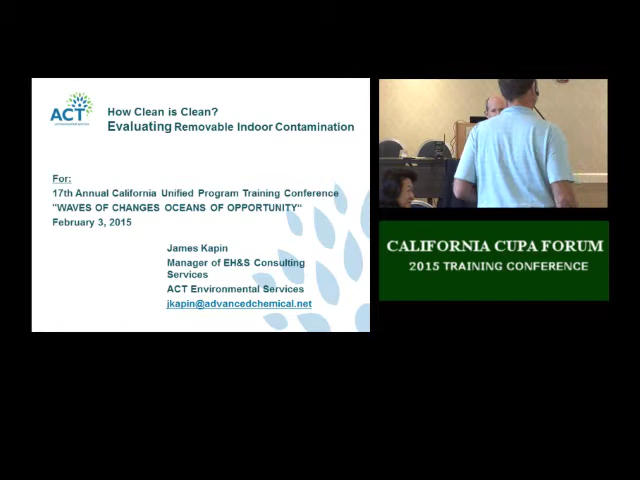 ACT
How Clean is Clean?
Evaluating Removable Indoor Contamination
For:
17th Annual California Unified Program Training Conference
"WAVES OF CHANGES OCEANS OF OPPORTUNITY"
February 3, 2015
James Kapin
Manager of EH&S Consulting
Services
ACT Environmental Services
jkapin@advancedchemical.net
CALIFORNIA CUPA FORUM
2015 TRAINING CONFERENCE